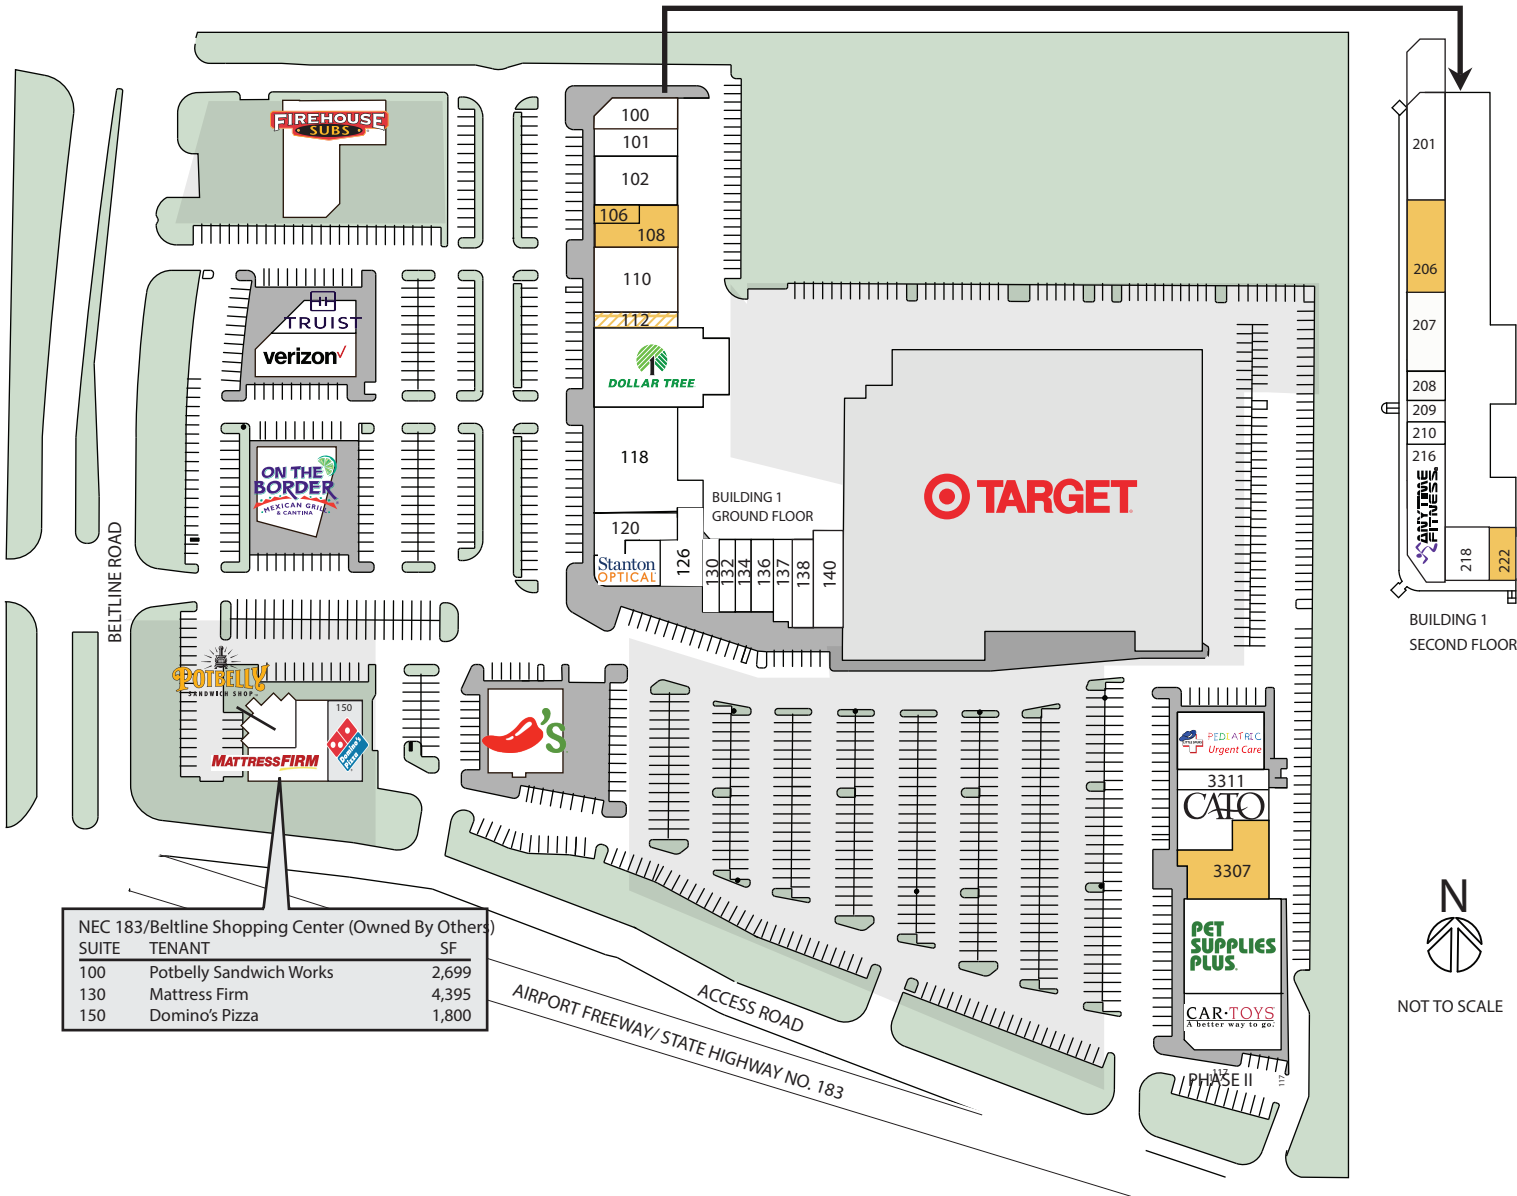 FIREHOUSE
SUBS
100
101
102
106
108
110
112
DOLLAR TREE
118
BUILDING 1
GROUND FLOOR
120
Stanton
OPTICAL
126
130
132
134
136
137
138
140
TARGET
TRUIST
verizon
ON THE
BORDER
MEXICAN GRILL
& CANTINA
BELTLINE ROAD
201
206
207
208
209
210
216
ANYTIME
FITNESS
218
222
BUILDING 1
SECOND FLOOR
POTBELLY
SANDWICH SHOP
150
MATTRESSFIRM
Domino's
Pizza
'S
PEDIATRIC
Urgent Care
3311
CATO
3307
PET
SUPPLIES
PLUS
CAR·TOYS
A better way to go.
117
PHASE II
117
NEC 183/Beltline Shopping Center (Owned By Others)
SUITE TENANT SF
100 Potbelly Sandwich Works 2,699
130 Mattress Firm 4,395
150 Domino's Pizza 1,800
ACCESS ROAD
AIRPORT FREEWAY/ STATE HIGHWAY NO. 183
N
NOT TO SCALE